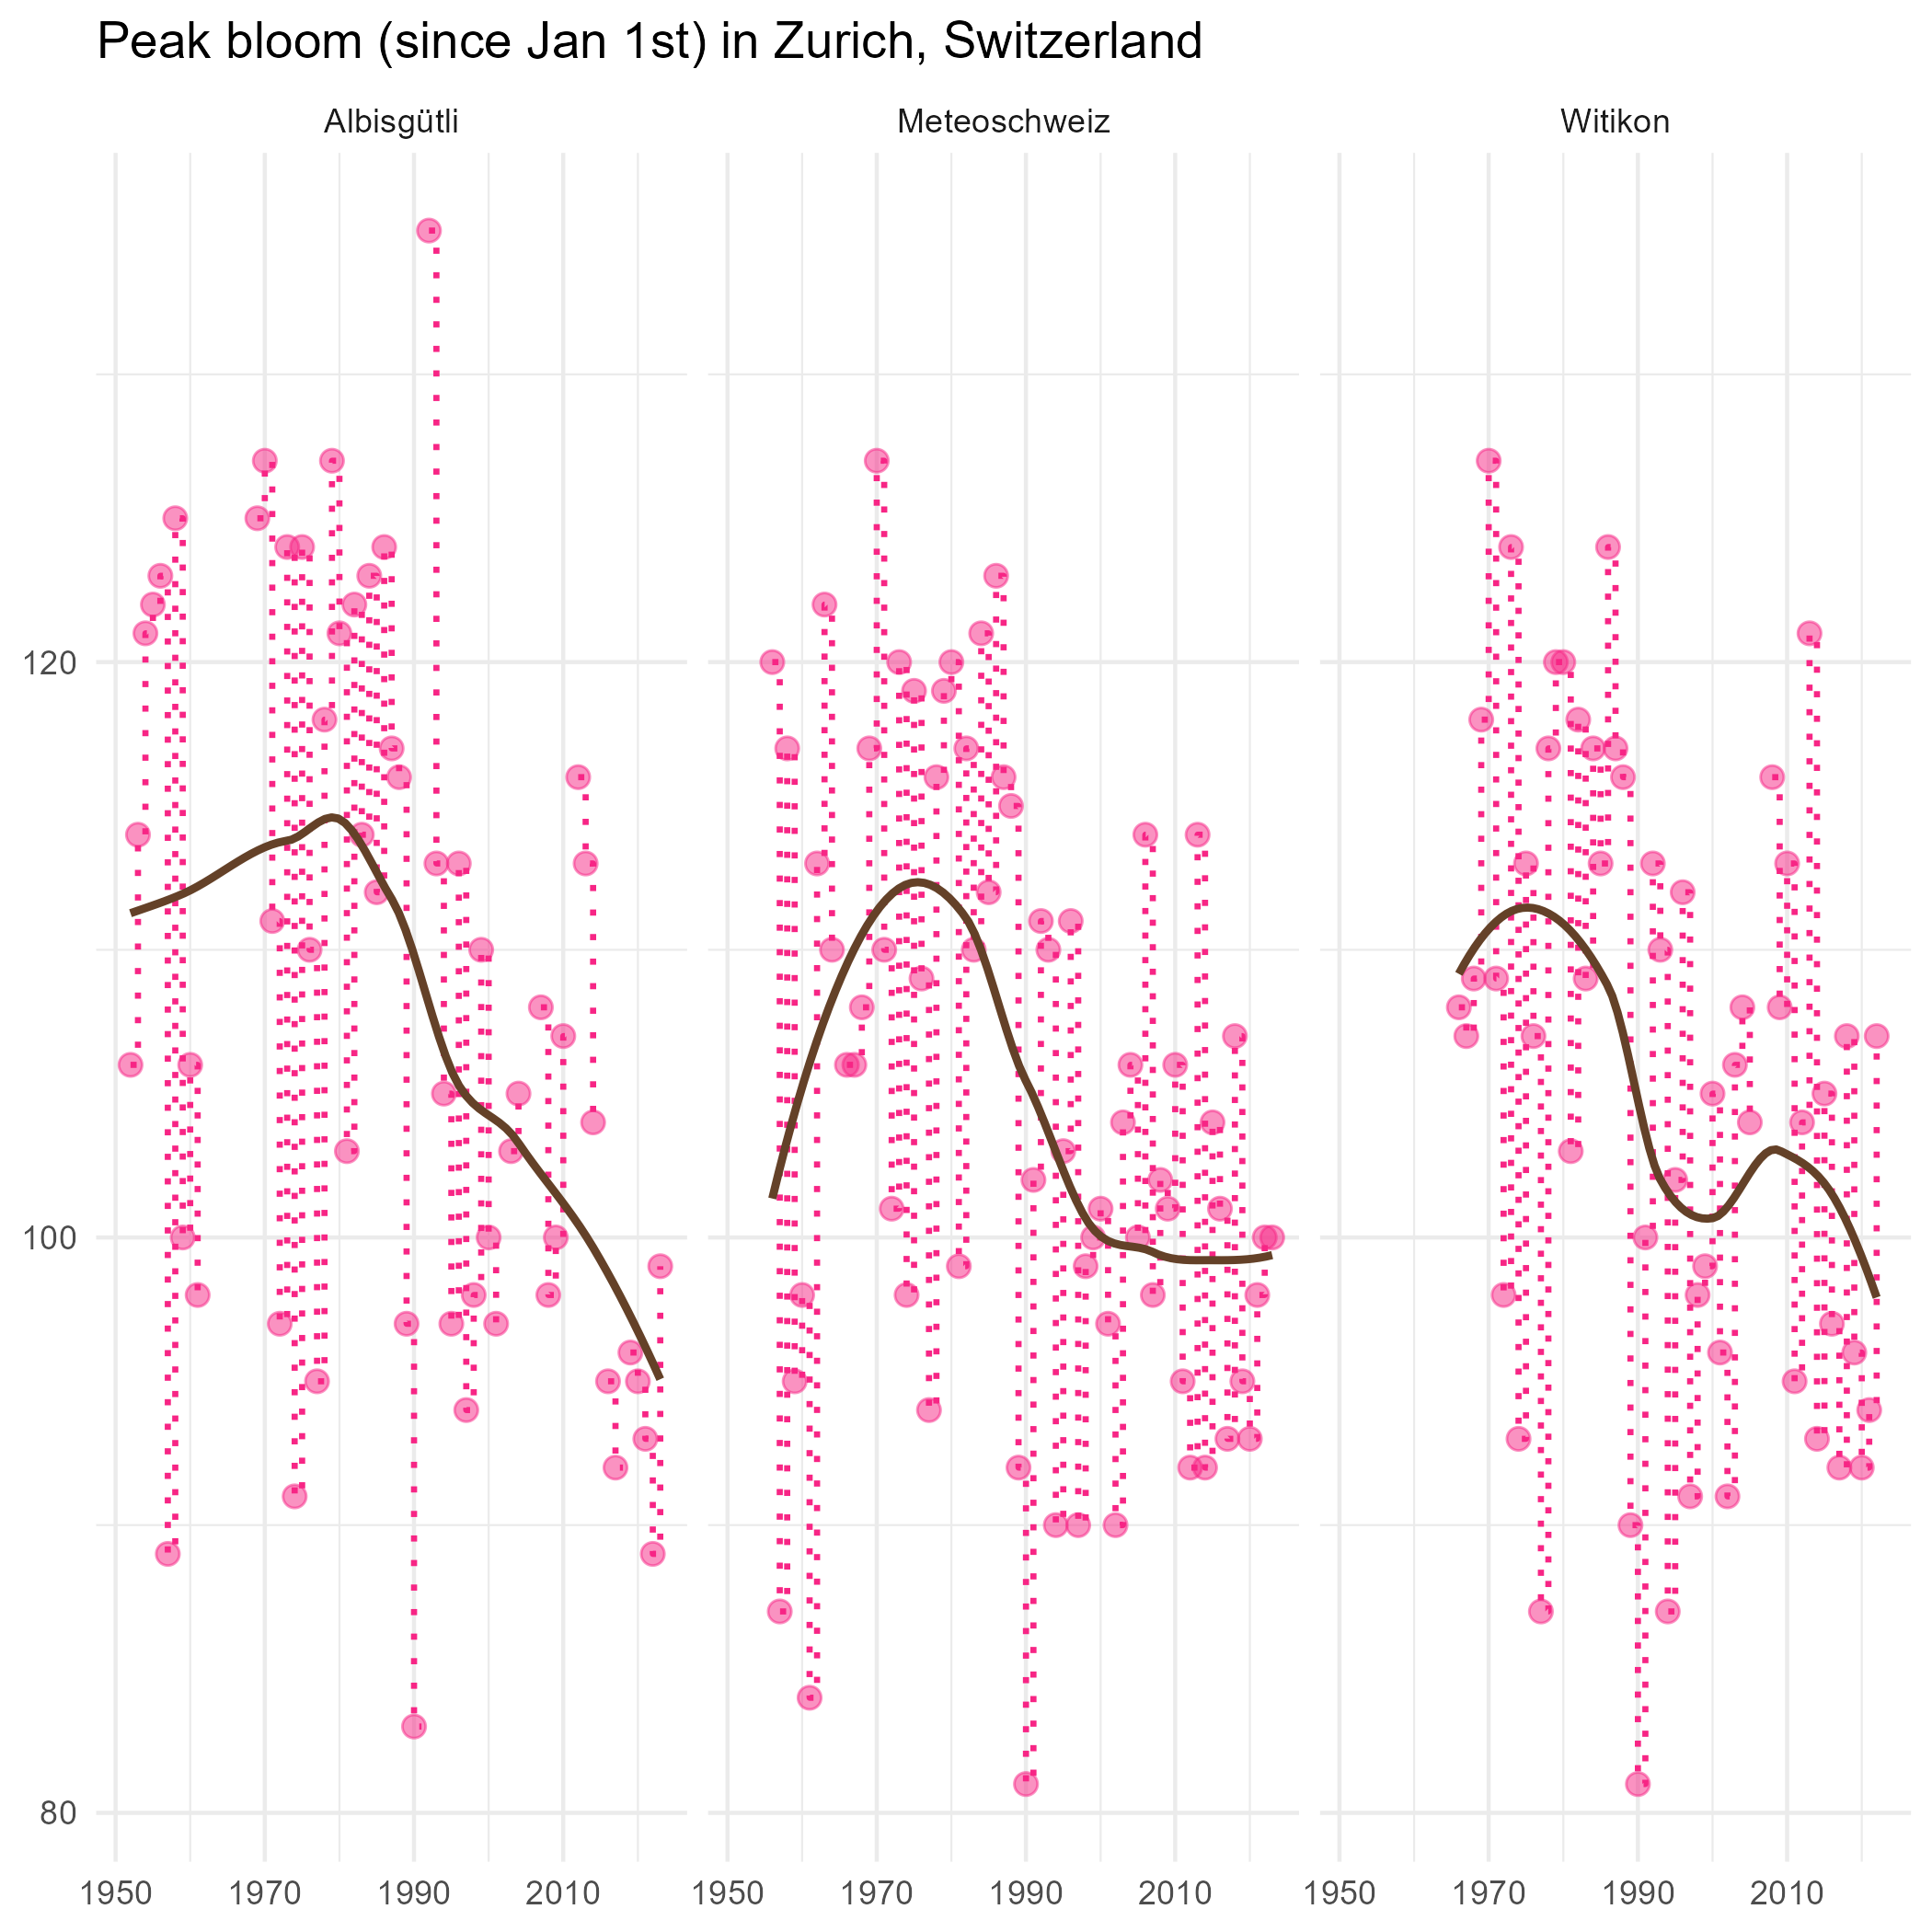 Peak bloom (since Jan 1st) in Zurich, Switzerland
Albisgütli Meteoschweiz Witikon
120
100
80
1950 1970 1990 2010 1950 1970 1990 2010 1950 1970 1990 2010